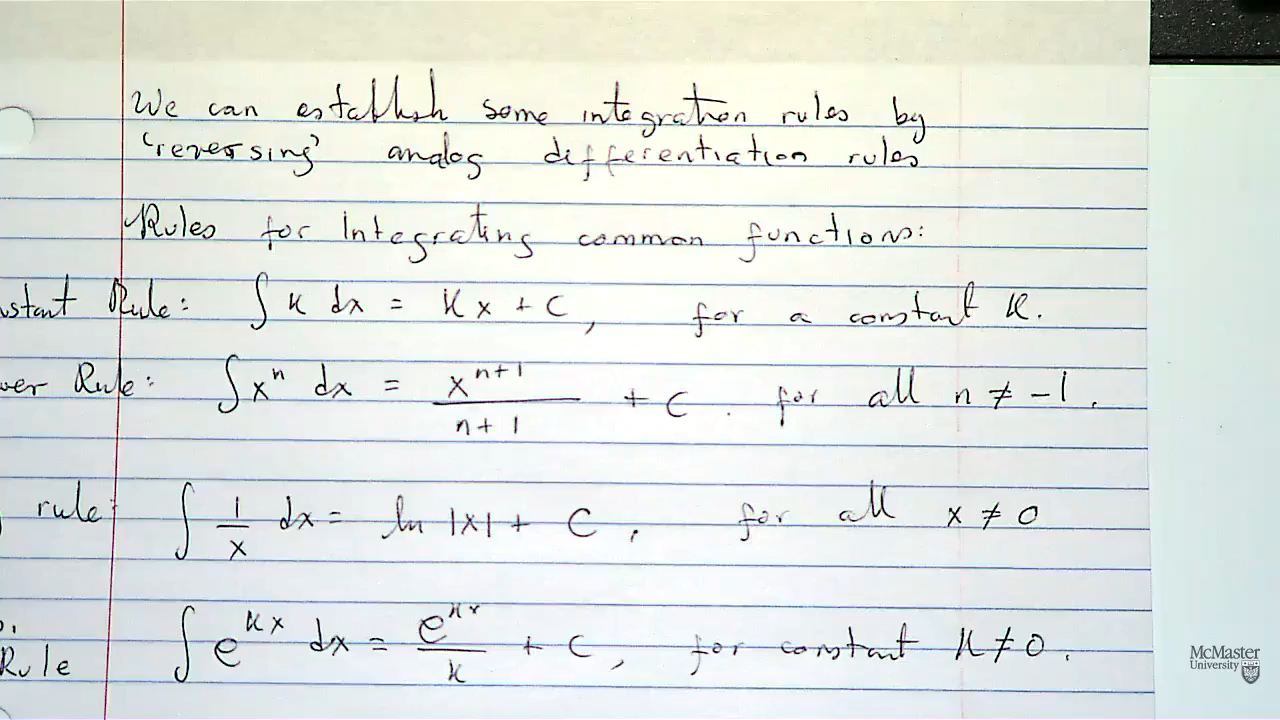 We can establish some integration rules by
"reversing" analog differentiation rules
Rules for integrating common functions:
nstant Rule: ∫ k dx = kx + C, for a constant k.
wer Rule: ∫ x^n dx = x^(n+1)/(n+1) + C. for all n ≠ -1.
rule: ∫ 1/x dx = ln |x| + C, for all x ≠ 0
p.
Rule ∫ e^(kx) dx = e^(kx)/k + C, for constant k ≠ 0.
McMaster
University